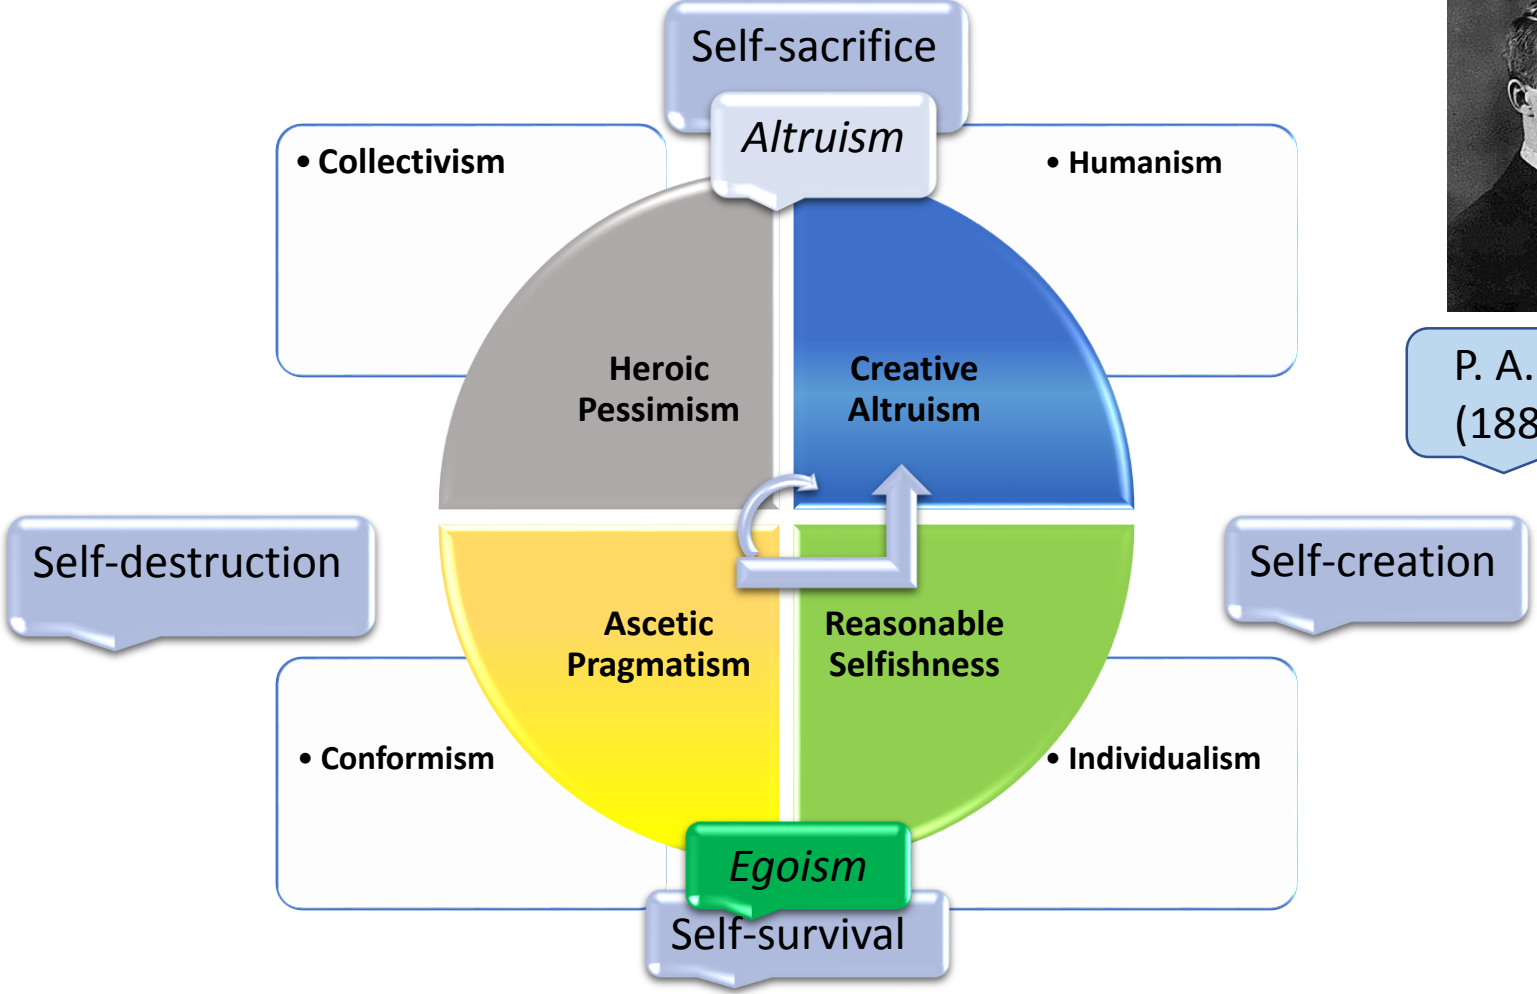 Self-sacrifice
Altruism
• Collectivism
• Humanism
Heroic
Pessimism
Creative
Altruism
P. A.
(188
Self-destruction
Self-creation
Ascetic
Pragmatism
Reasonable
Selfishness
• Conformism
• Individualism
Egoism
Self-survival